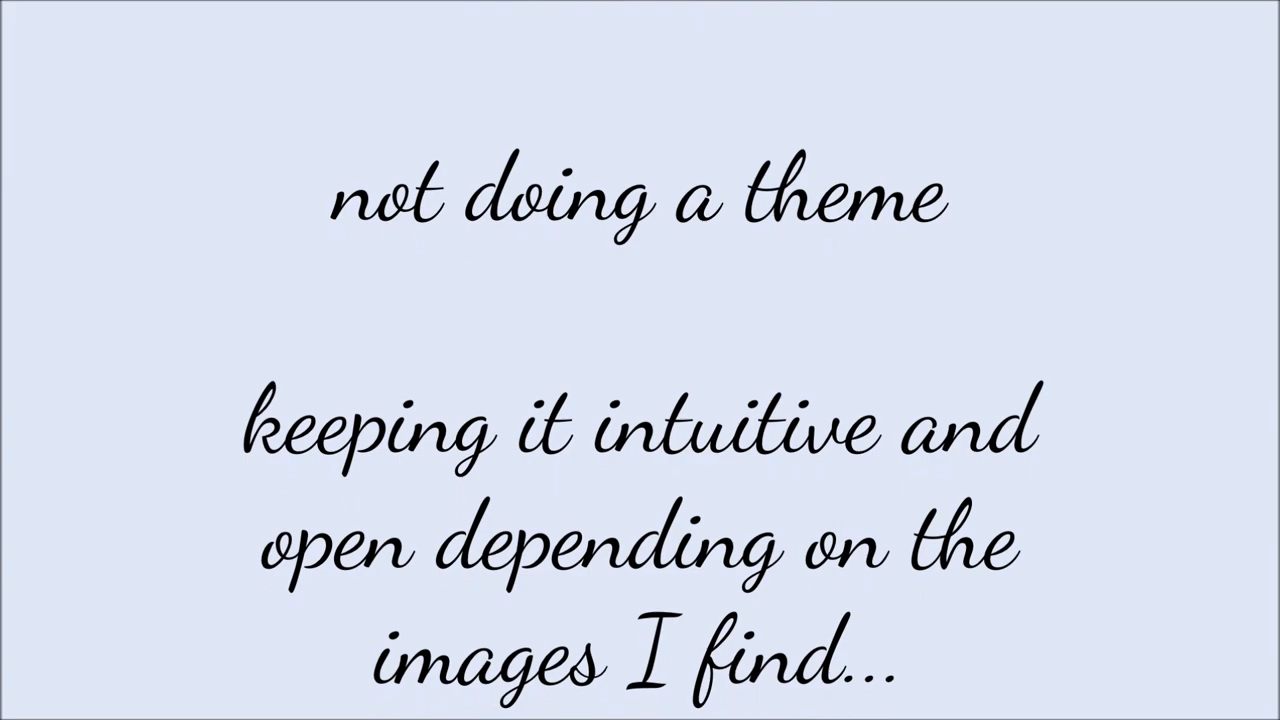 not doing a theme
keeping it intuitive and
open depending on the
images I find...